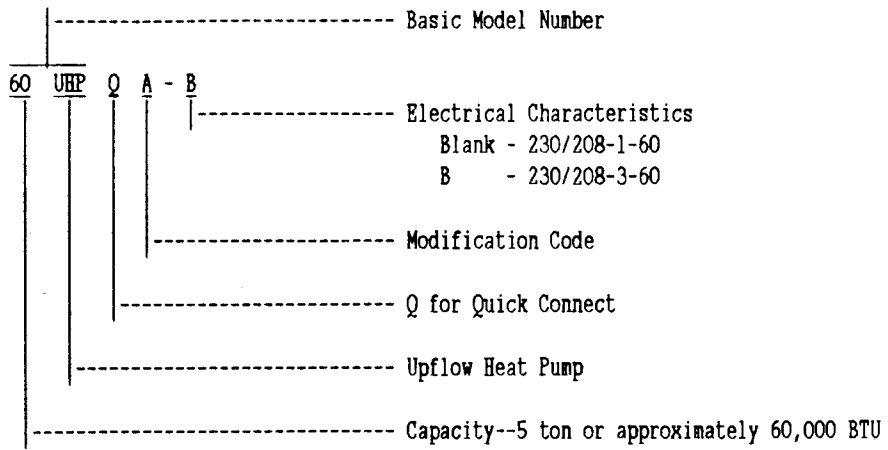 Basic Model Number
60 UHP Q A - B
Electrical Characteristics
Blank - 230/208-1-60
B - 230/208-3-60
Modification Code
Q for Quick Connect
Upflow Heat Pump
Capacity--5 ton or approximately 60,000 BTU